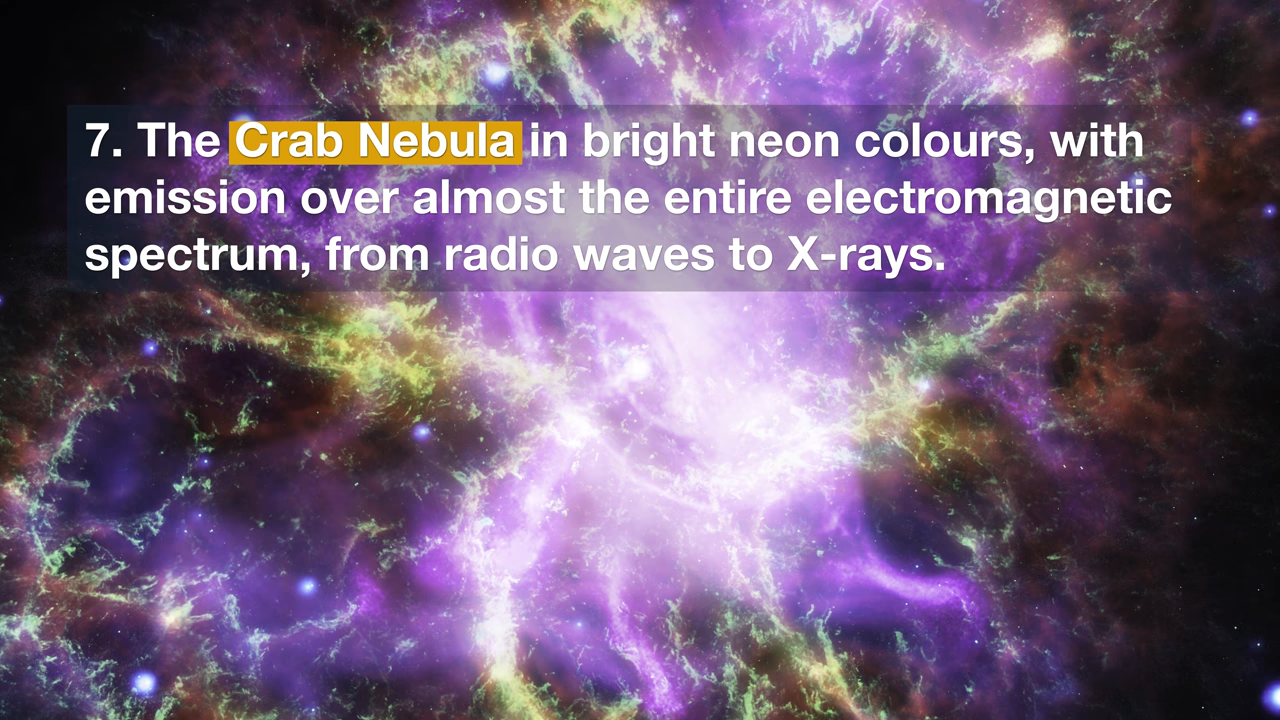 7. The Crab Nebula in bright neon colours, with
emission over almost the entire electromagnetic
spectrum, from radio waves to X-rays.